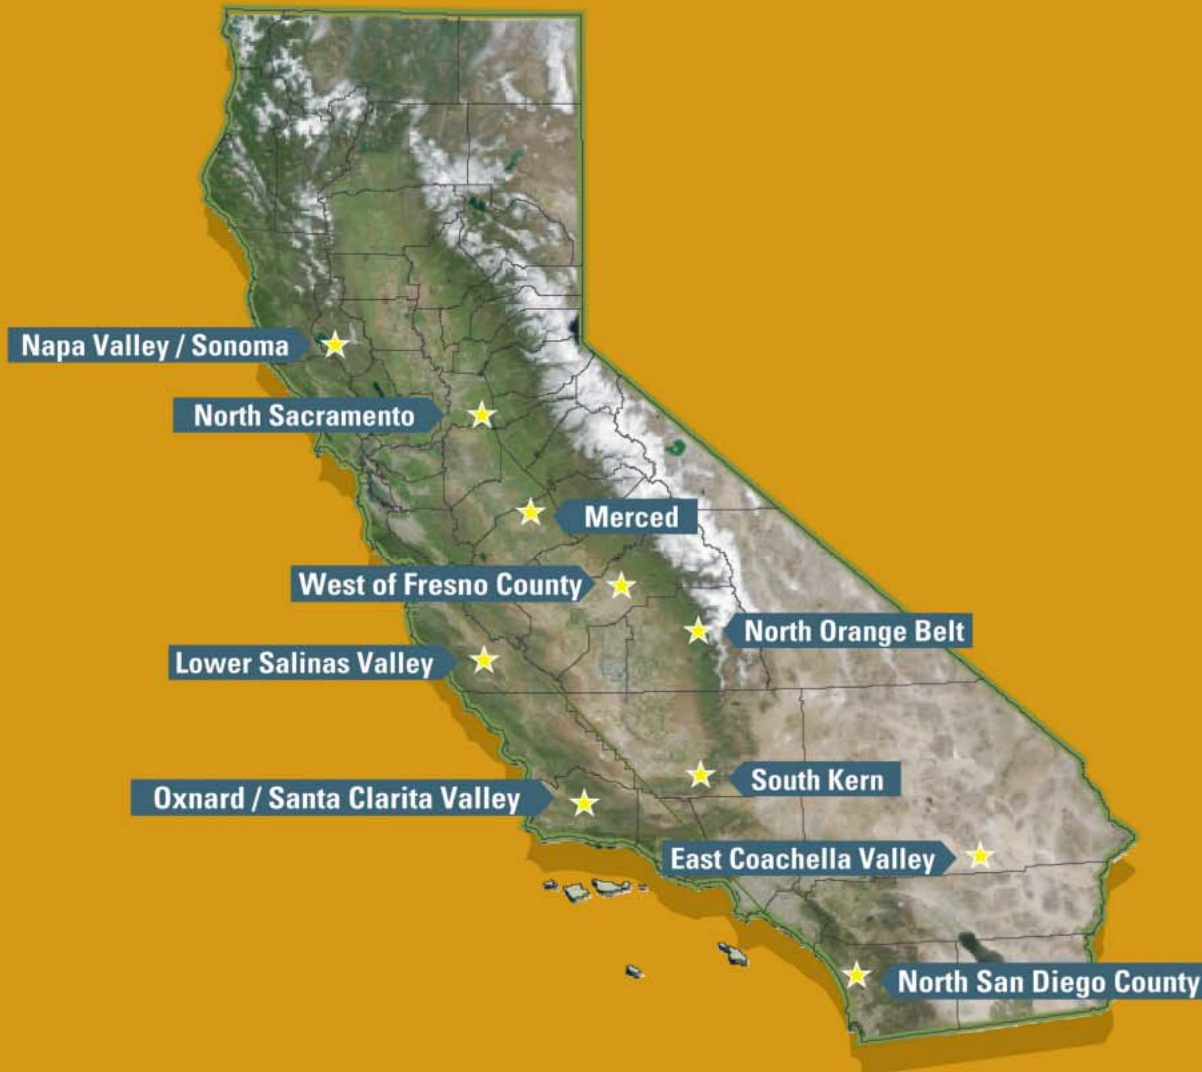 Napa Valley / Sonoma
North Sacramento
Merced
West of Fresno County
North Orange Belt
Lower Salinas Valley
South Kern
Oxnard / Santa Clarita Valley
East Coachella Valley
North San Diego County